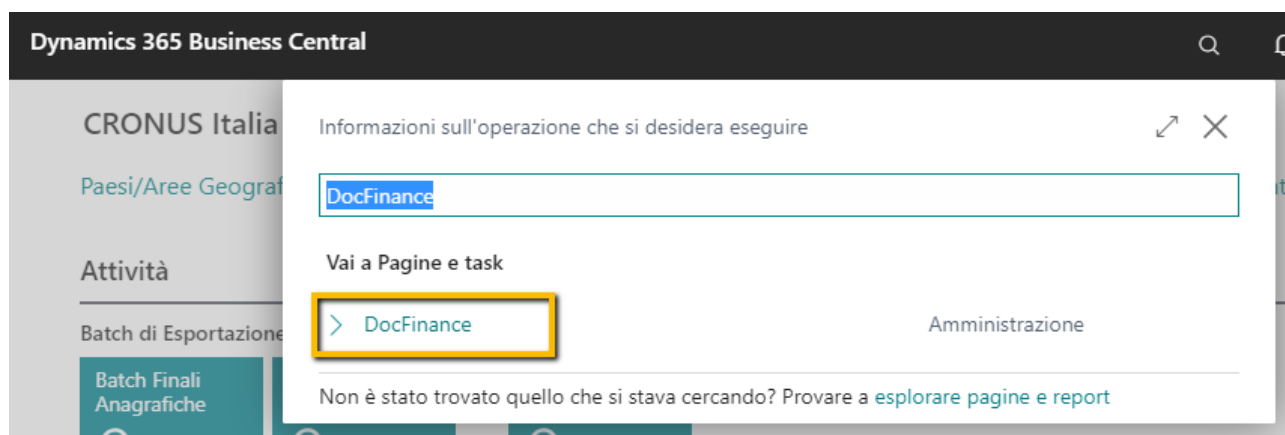 Dynamics 365 Business Central
CRONUS Italia
Informazioni sull'operazione che si desidera eseguire
Paesi/Aree Geograf
DocFinance
Attività
Vai a Pagine e task
DocFinance
Amministrazione
Batch di Esportazione
Batch Finali
Anagrafiche
Non è stato trovato quello che si stava cercando? Provare a esplorare pagine e report